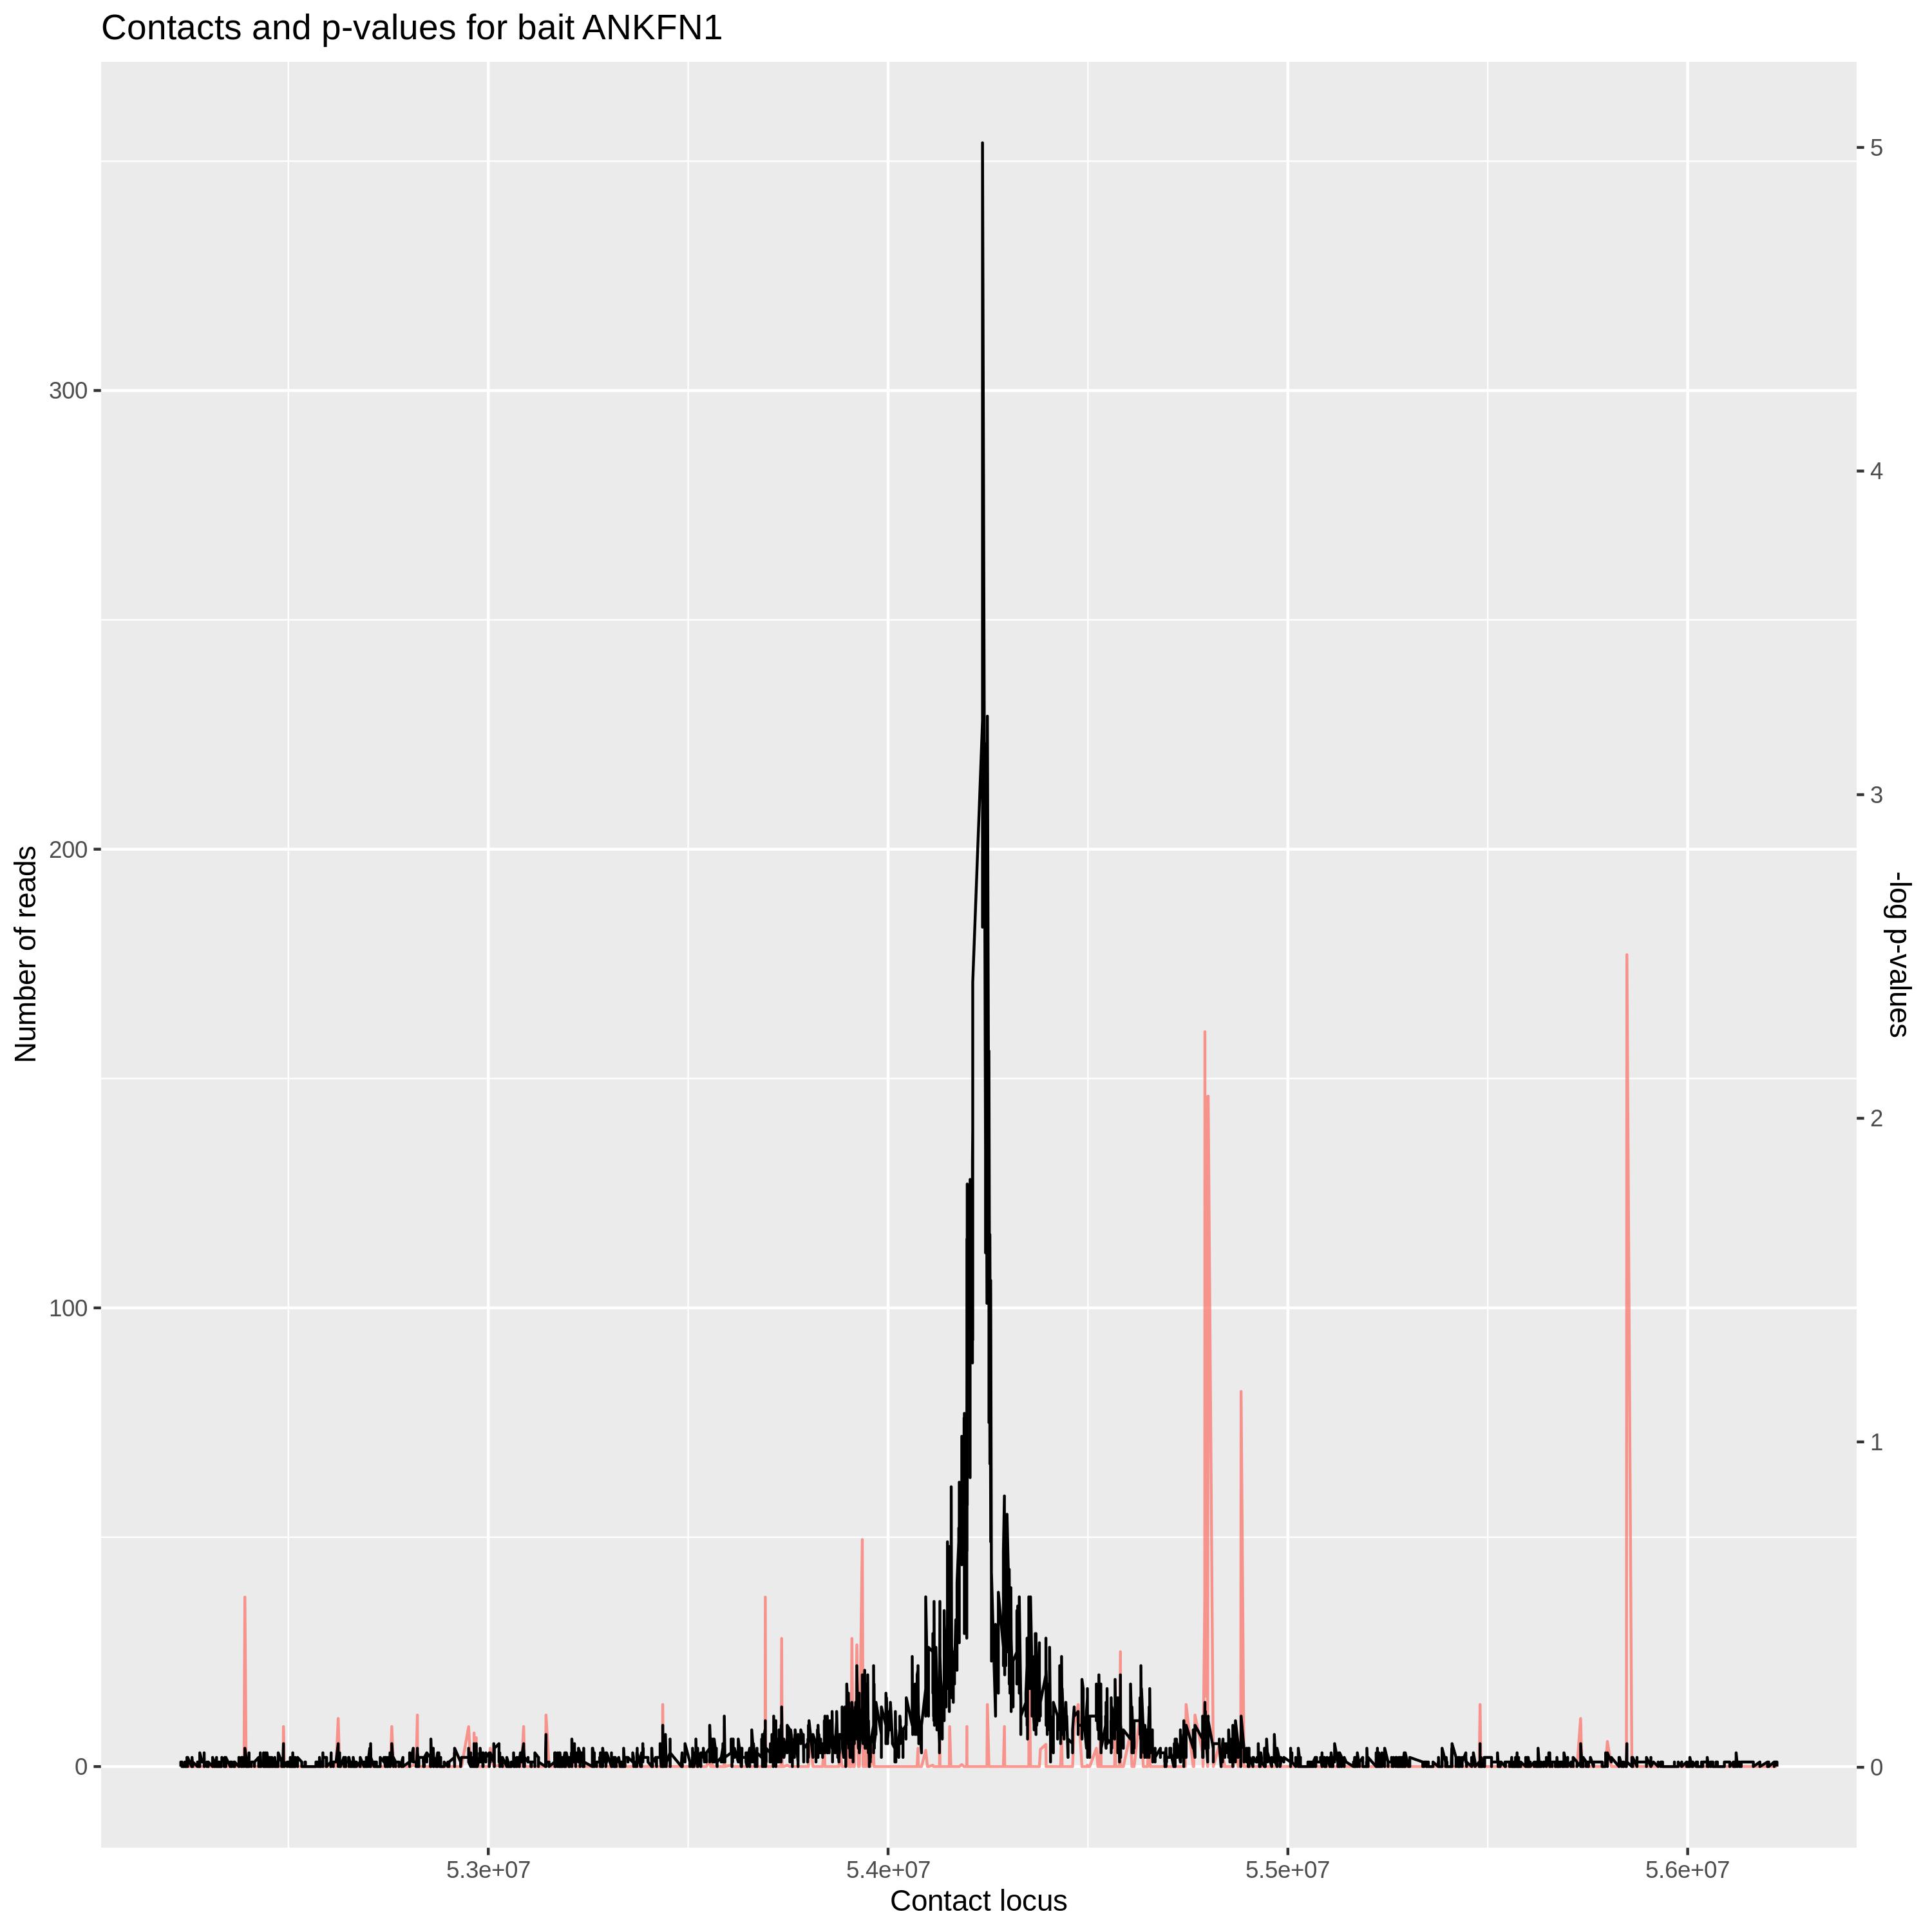 Contacts and p-values for bait ANKFN1
Number of reads
300
200
100
0
5
4
3
2
1
0
-log p-values
5.3e+07
5.4e+07
5.5e+07
5.6e+07
Contact locus